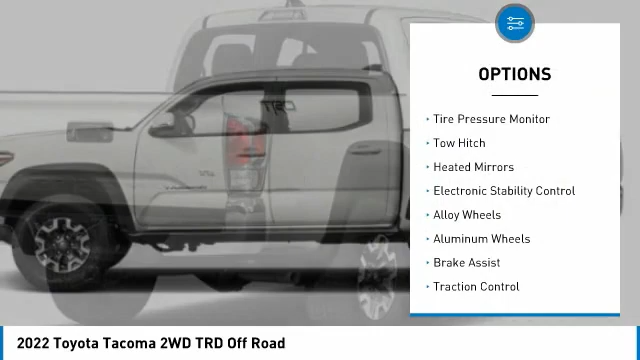 OPTIONS
• Tire Pressure Monitor
• Tow Hitch
• Heated Mirrors
• Electronic Stability Control
• Alloy Wheels
• Aluminum Wheels
• Brake Assist
• Traction Control
2022 Toyota Tacoma 2WD TRD Off Road